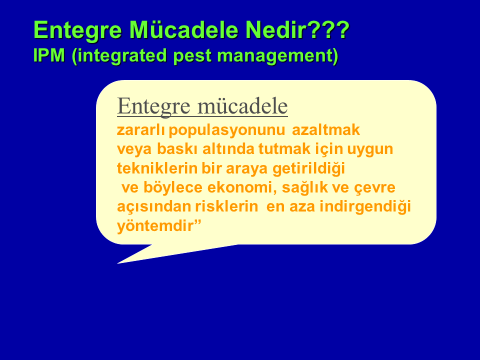 Entegre Mücadele Nedir???
IPM (integrated pest management)
Entegre mücadele
zararlı populasyonunu azaltmak
veya baskı altında tutmak için uygun
tekniklerin bir araya getirildiği
ve böylece ekonomi, sağlık ve çevre
açısından risklerin en aza indirgendiği
yöntemdir”